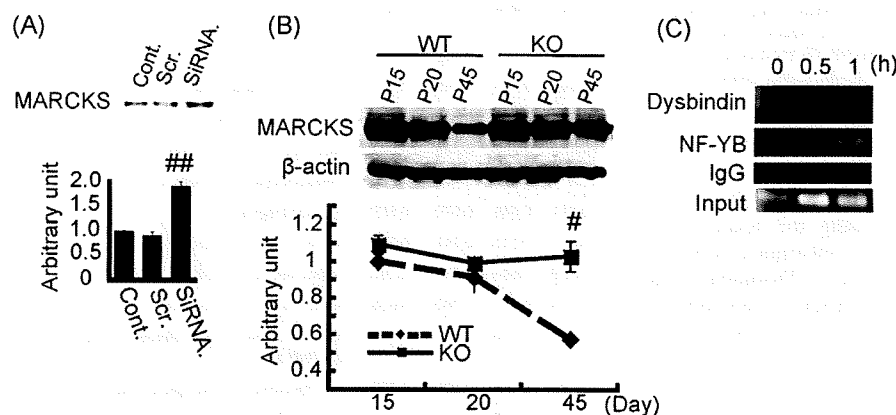 (A)
Cont. Scr. SiRNA.
MARCKS
##
2.0
1.5
1.0
0.5
0
Arbitrary unit
Cont. Scr. SiRNA.
(B)
WT KO
P15 P20 P45 P15 P20 P45
MARCKS
β-actin
#
1.2
1
0.8
0.6
0.4
Arbitrary unit
WT
KO
15 20 45 (Day)
(C)
0 0.5 1 (h)
Dysbindin
NF-YB
IgG
Input